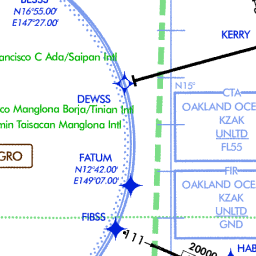 N16°55.00'
E147°27.00'
KERRY
ancisco C Ada/Saipan Intl
N15°
DEWSS
co Manglona Borja/Tinian Intl
min Taisacan Manglona Intl
CTA
OAKLAND OCE
KZAK
UNLTD
FL55
GRO
FATUM
N12°42.00'
E149°07.00'
FIR
OAKLAND OCE
KZAK
UNLTD
GND
FIBSS
111
20000
HAB